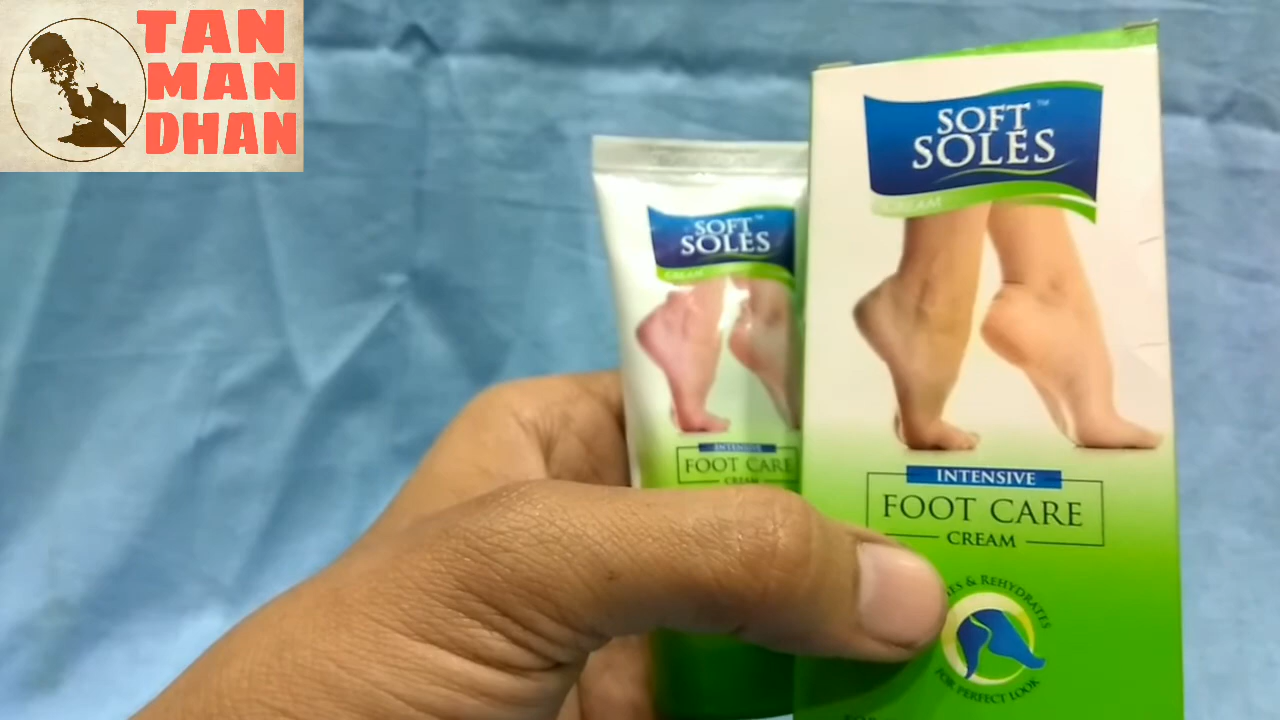 TAN
MAN
DHAN
SOFT
SOLES
CREAM
INTENSIVE
FOOT CARE
CREAM
SOFT™
SOLES
CREAM
INTENSIVE
FOOT CARE
CREAM
& REHYDRATES
FOR PERFECT LOOK